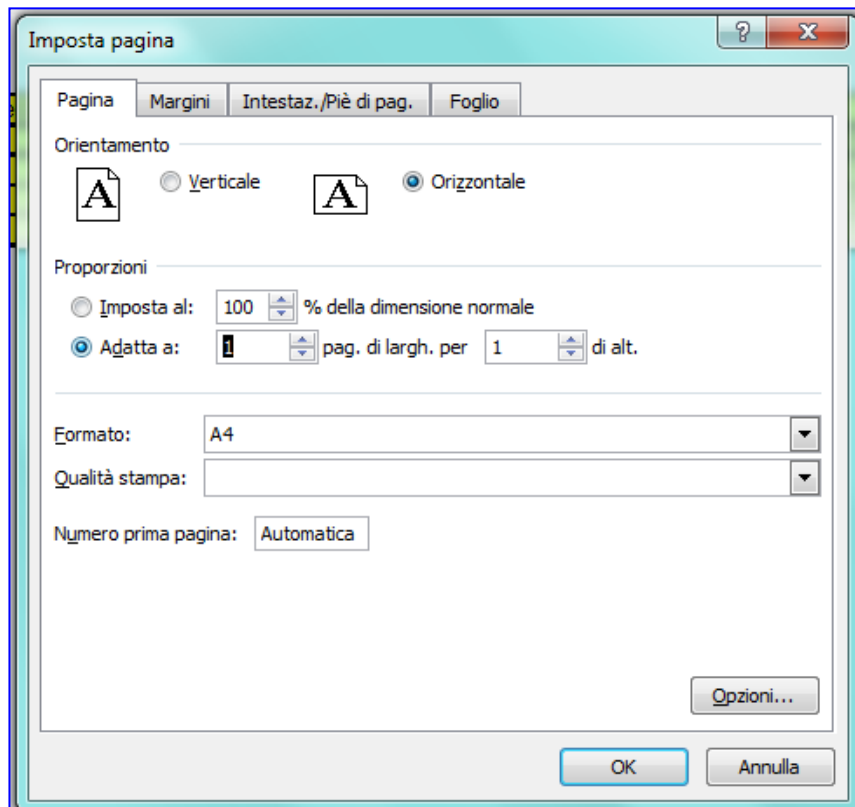 Imposta pagina
?
Pagina Margini Intestaz./Piè di pag. Foglio
Orientamento
A Verticale A Orizzontale
Proporzioni
Imposta al: 100 % della dimensione normale
Adatta a: 1 pag. di largh. per 1 di alt.
Formato: A4
Qualità stampa:
Numero prima pagina: Automatica
Opzioni...
OK Annulla